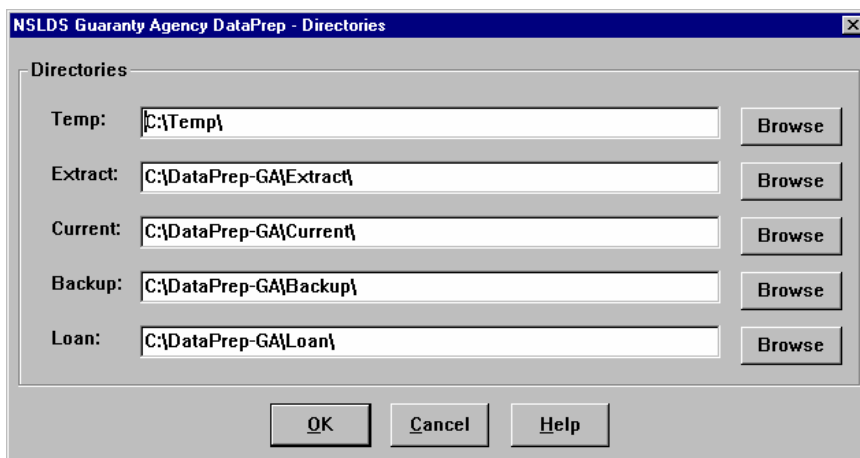 NSLDS Guaranty Agency DataPrep - Directories
Directories
Temp: C:\Temp\ Browse
Extract: C:\DataPrep-GA\Extract\ Browse
Current: C:\DataPrep-GA\Current\ Browse
Backup: C:\DataPrep-GA\Backup\ Browse
Loan: C:\DataPrep-GA\Loan\ Browse
OK Cancel Help